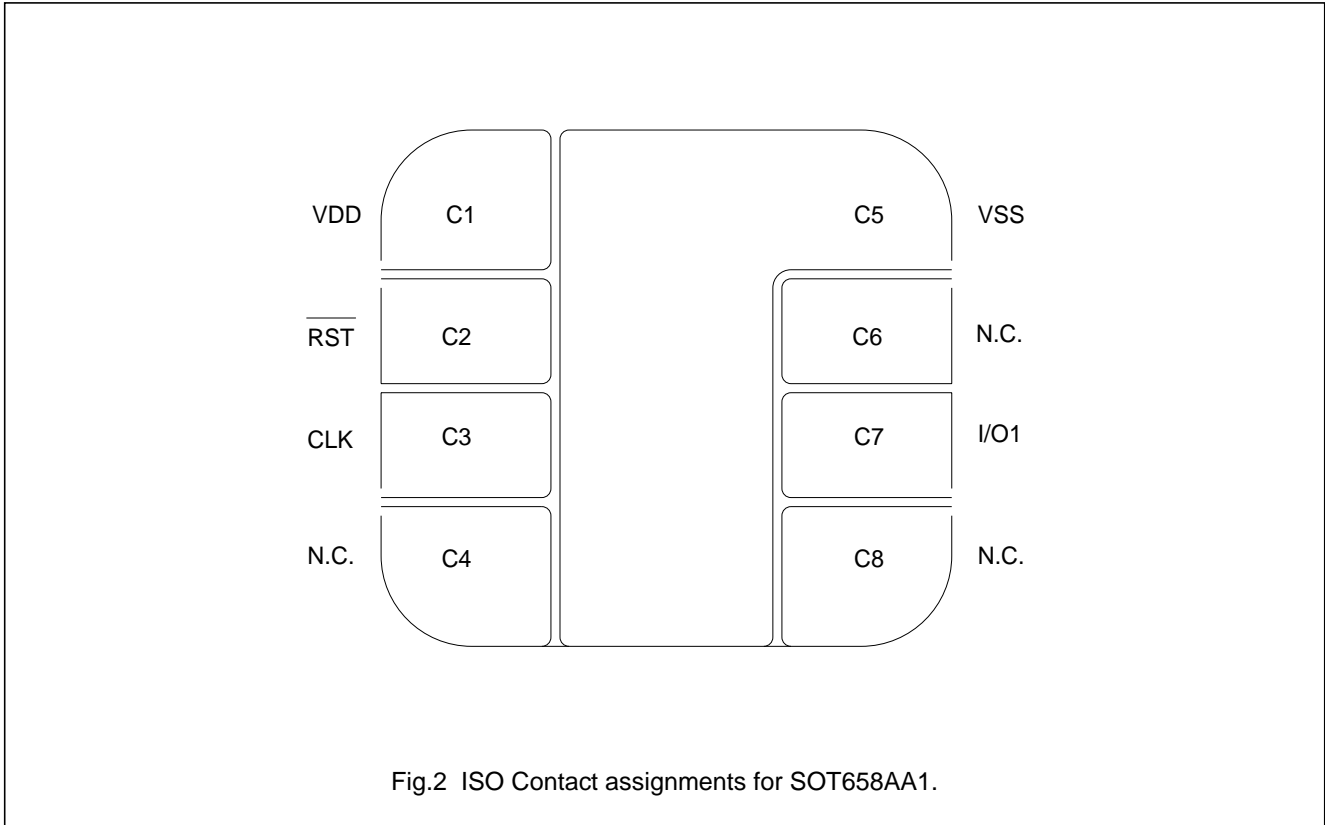 VDD C1 C5 VSS
R̅S̅T̅ C2 C6 N.C.
CLK C3 C7 I/O1
N.C. C4 C8 N.C.
Fig.2 ISO Contact assignments for SOT658AA1.